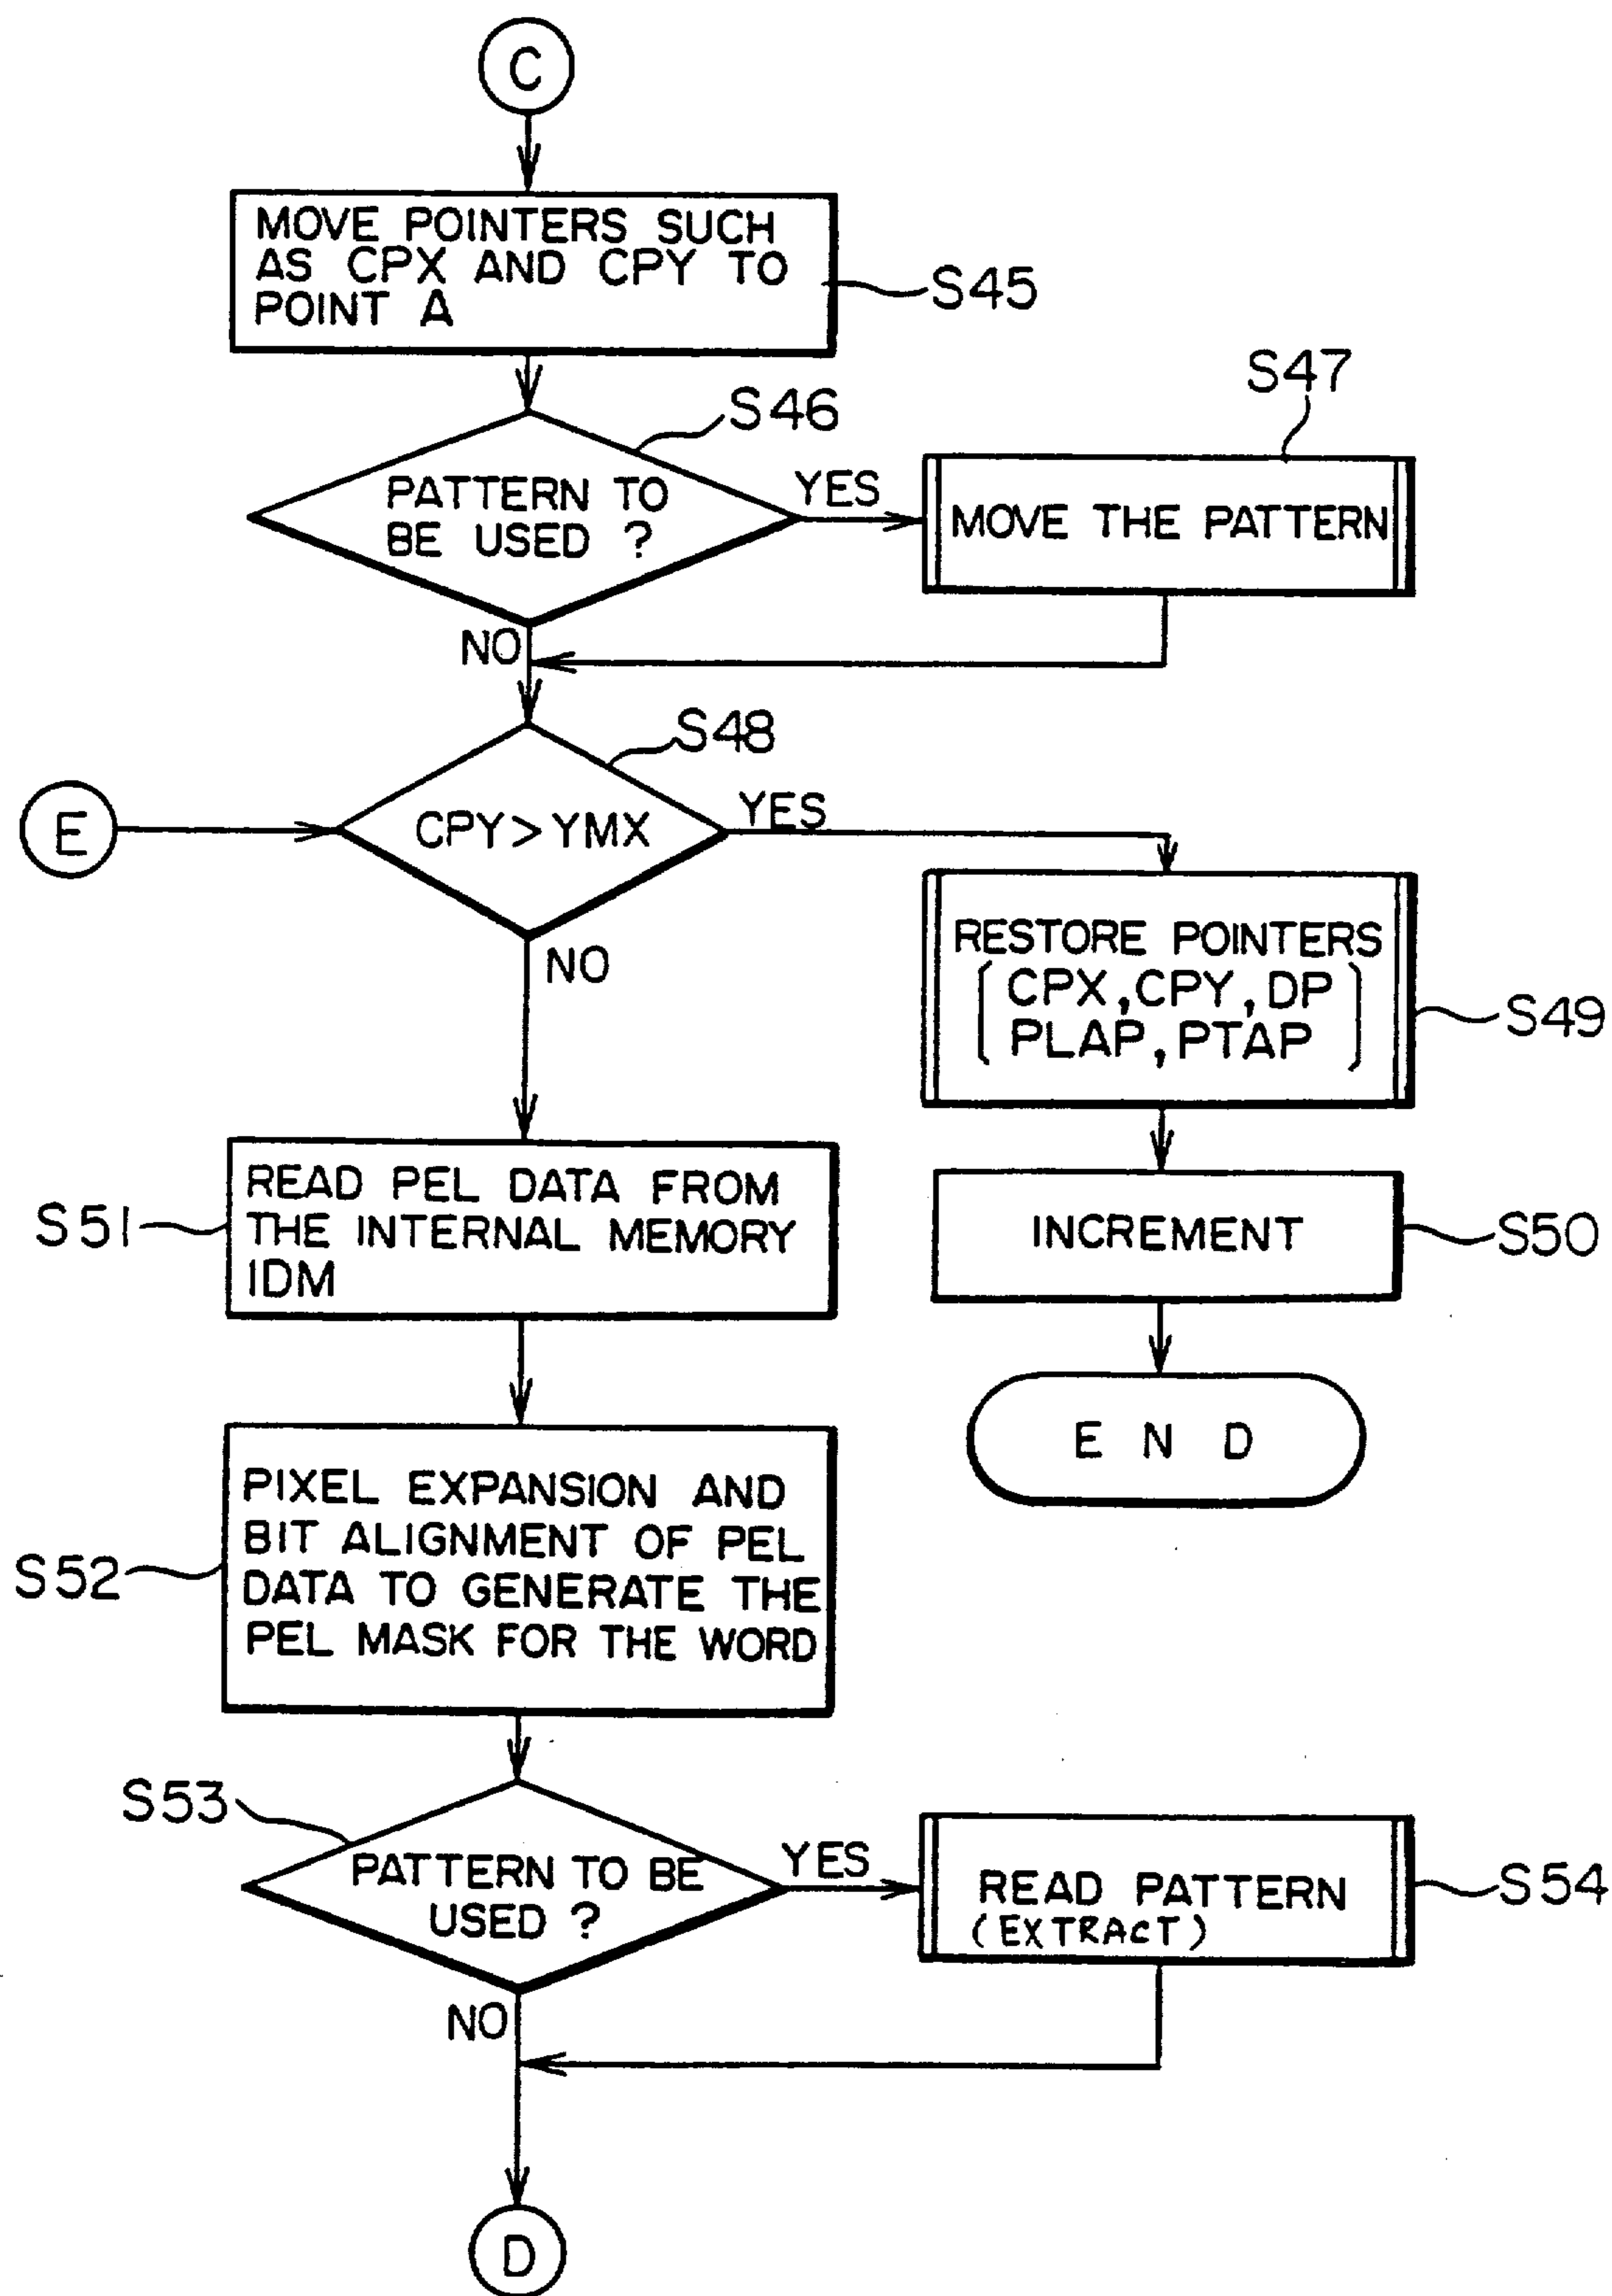 C
MOVE POINTERS SUCH
AS CPX AND CPY TO
POINT A
S45
S46
S47
PATTERN TO
BE USED ?
YES
MOVE THE PATTERN
NO
S48
E
CPY > YMX
YES
NO
RESTORE POINTERS
[ CPX, CPY, DP ]
[ PLAP, PTAP ]
S49
S51
READ PEL DATA FROM
THE INTERNAL MEMORY
IDM
INCREMENT
S50
E N D
S52
PIXEL EXPANSION AND
BIT ALIGNMENT OF PEL
DATA TO GENERATE THE
PEL MASK FOR THE WORD
S53
PATTERN TO BE
USED ?
YES
READ PATTERN
(EXTRACT)
S54
NO
D